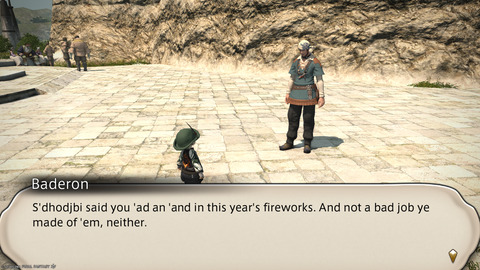 Baderon
S'dhodjbi said you 'ad an 'and in this year's fireworks. And not a bad job ye
made of 'em, neither.